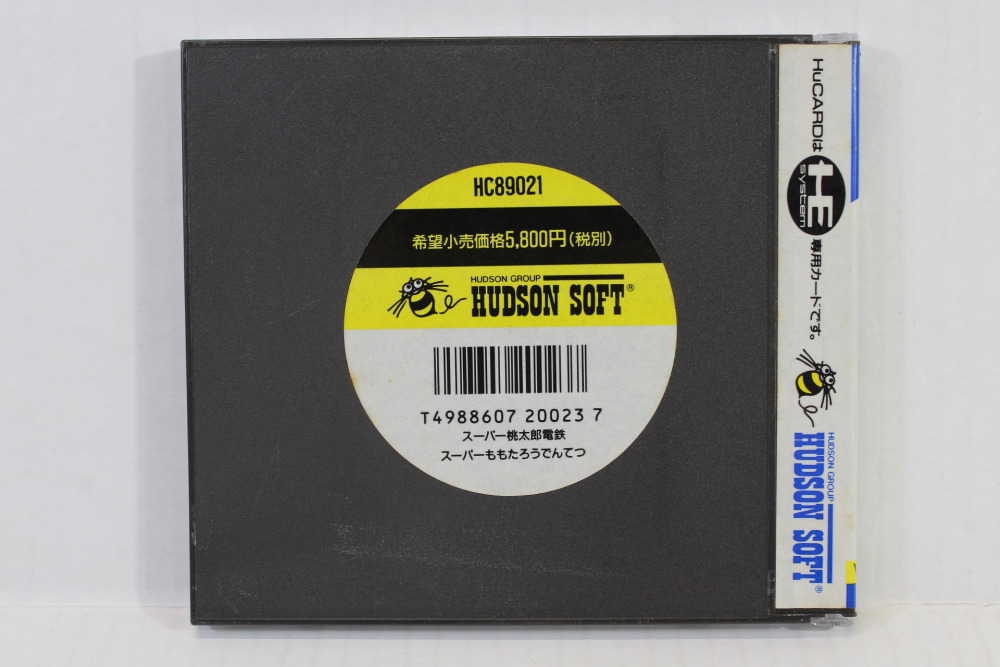 HC89021
希望小売価格5,800円(税別)
HUDSON GROUP
HUDSON SOFT®
T4988607 20023 7
スーパー桃太郎電鉄
スーパーももたろうでんてつ
HuCARDは HE system 専用カードです。
HUDSON GROUP
HUDSON SOFT®